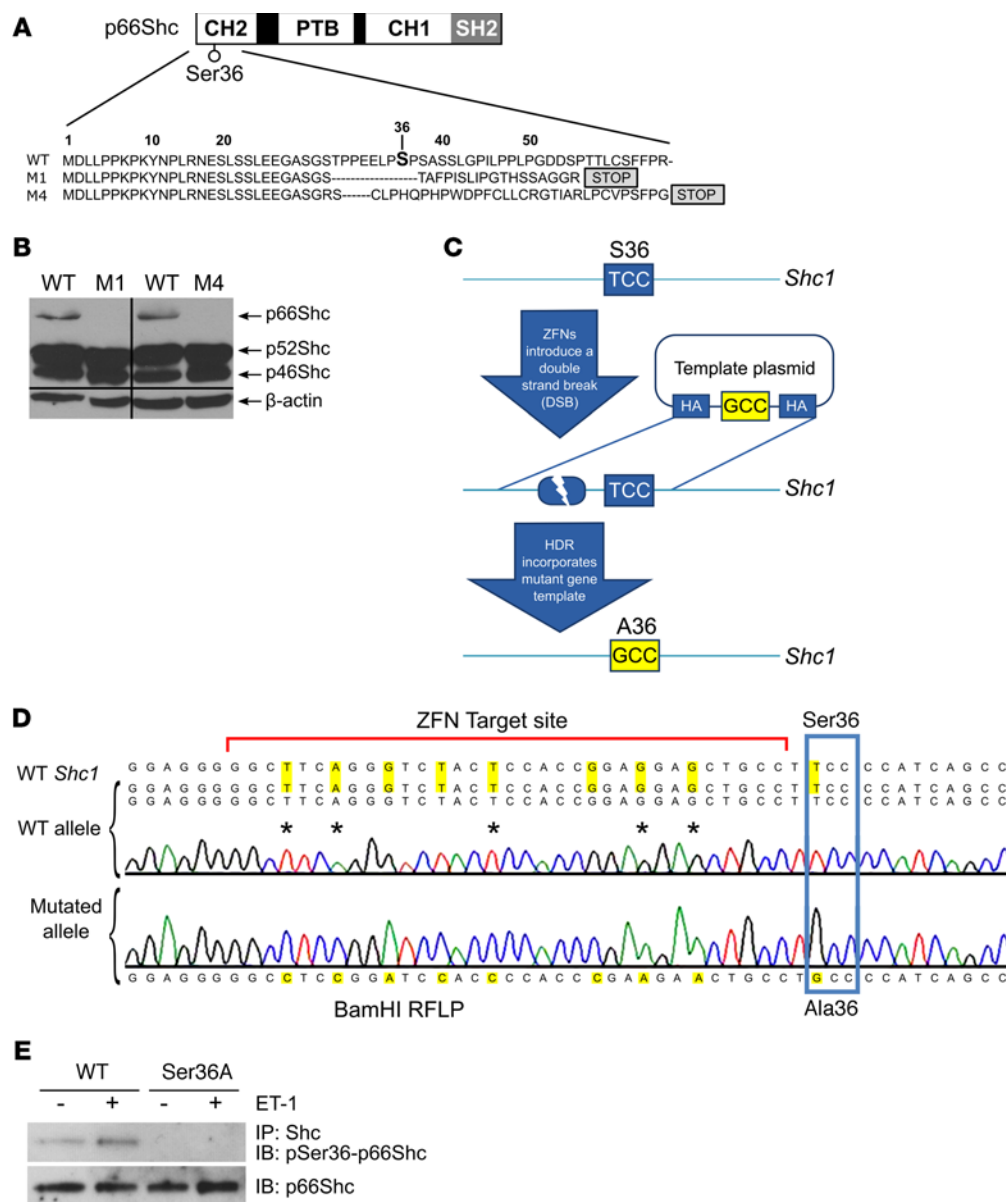 A
p66Shc
CH2 PTB CH1 SH2
Ser36
1 10 20 36 40 50
WT MDLLPPKPKYNPLRNESLSSLEEGASGSTPPEELPSPSASSLGPILPPLPGDDSPTTLCSFFPR-
M1 MDLLPPKPKYNPLRNESLSSLEEGASGS-----------------TAFPISLIPGTHSSAGGR STOP
M4 MDLLPPKPKYNPLRNESLSSLEEGASGRS------CLPHQPHPWDPFCLLCRGTIARLPCVPSFPG STOP
B
WT M1 WT M4
p66Shc
p52Shc
p46Shc
β-actin
C
S36
TCC Shc1
ZFNs
introduce a
double
strand break
(DSB)
Template plasmid
HA GCC HA
TCC Shc1
HDR
incorporates
mutant gene
template
A36
GCC Shc1
D
ZFN Target site Ser36
WT Shc1 GGAGGGGGCTTCAGGGTCTACTCCACCGGAGGAGCTGCCTTCCCCATCAGCC
GGAGGGGGCTTCAGGGTCTACTCCACCGGAGGAGCTGCCTTCCCCATCAGCC
WT allele GGAGGGGGCTTCAGGGTCTACTCCACCGGAGGAGCTGCCTTCCCCATCAGCC
* * * * *
Mutated
allele
GGAGGGGGCCTCCGGATCCACCCCACCCGAAGAACTGCCTGCCCCATCAGCC
BamHI RFLP Ala36
E
WT Ser36A
- + - + ET-1
IP: Shc
IB: pSer36-p66Shc
IB: p66Shc